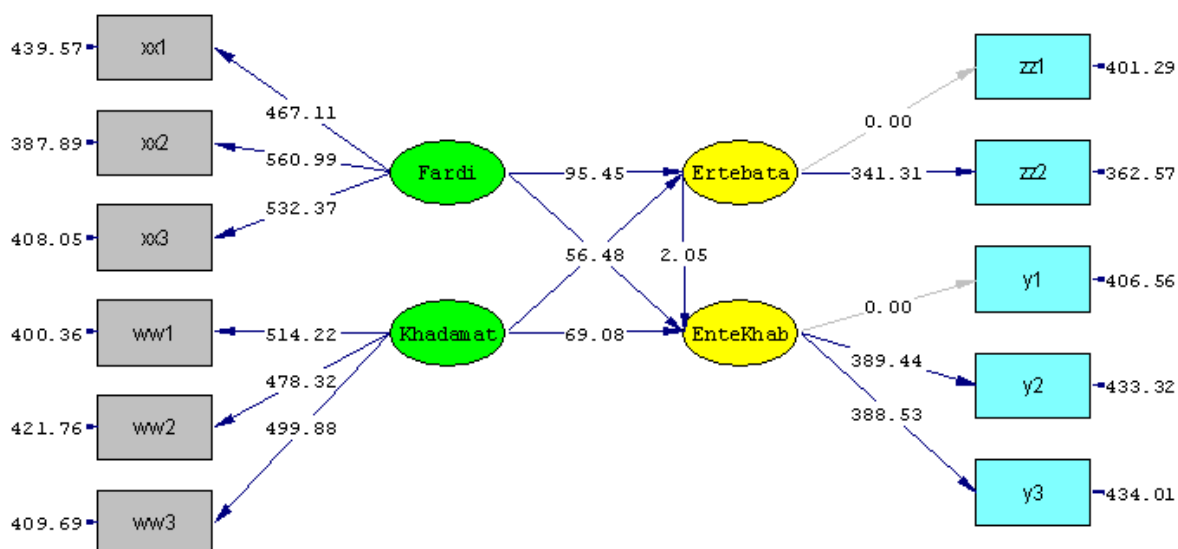 439.57
xx1
467.11
387.89
xx2
560.99
408.05
xx3
532.37
Fardi
95.45
Ertebata
0.00
zz1
401.29
341.31
zz2
362.57
56.48
2.05
400.36
ww1
514.22
Khadamat
69.08
EnteKhab
0.00
y1
406.56
421.76
ww2
478.32
389.44
y2
433.32
409.69
ww3
499.88
388.53
y3
434.01